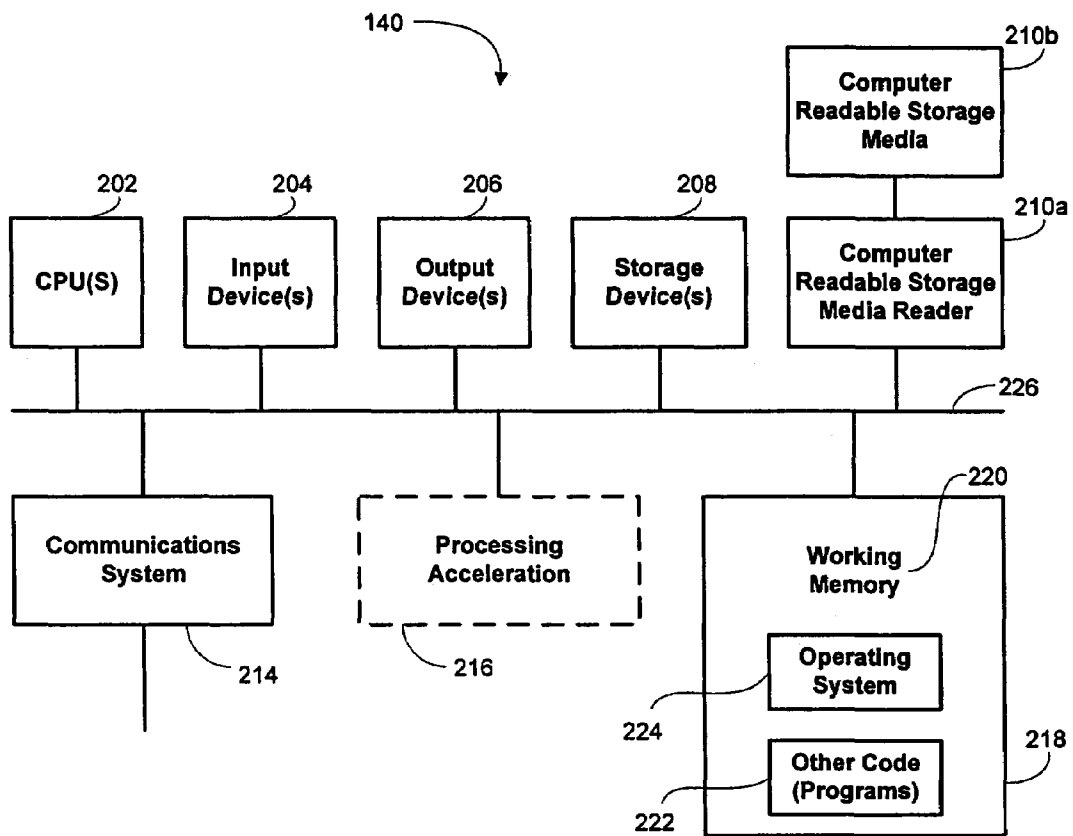 140
210b
Computer
Readable Storage
Media
202
204
206
208
210a
CPU(S)
Input
Device(s)
Output
Device(s)
Storage
Device(s)
Computer
Readable Storage
Media Reader
226
220
Communications
System
Processing
Acceleration
Working
Memory
214
216
Operating
System
224
218
Other Code
(Programs)
222